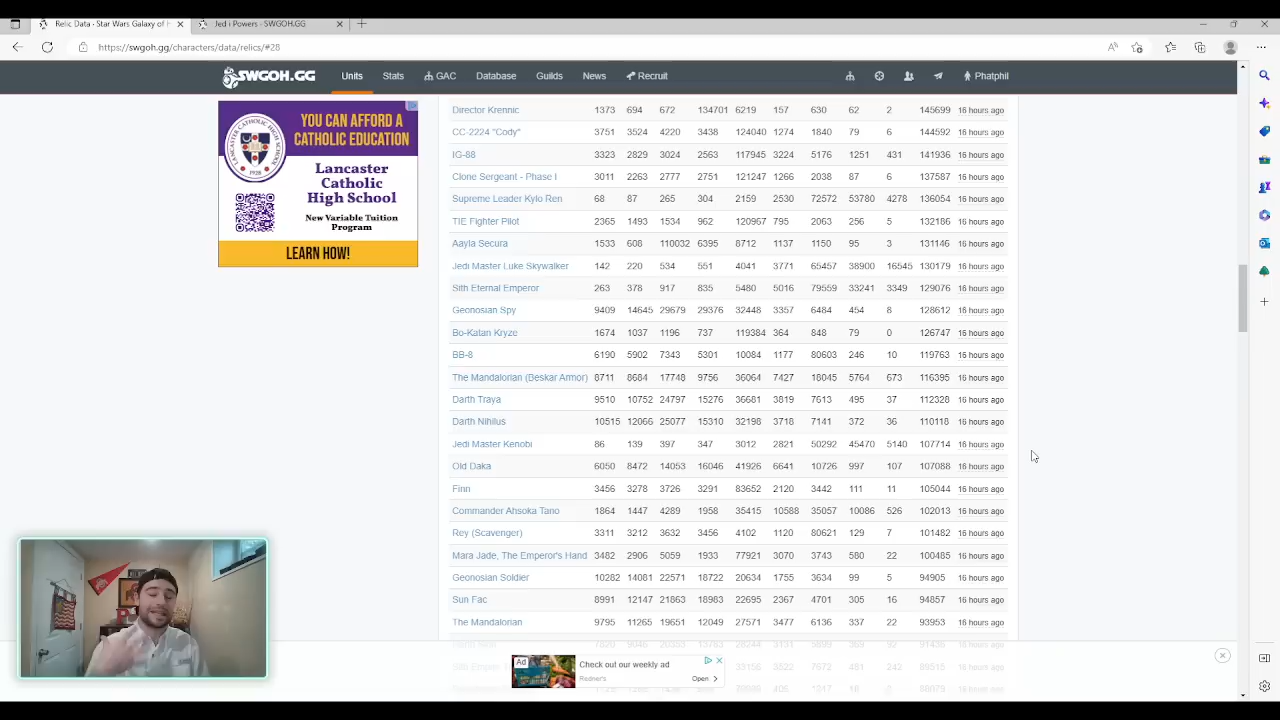 Relic Data - Star Wars Galaxy of H
Jedi Powers - SWGOH.GG
https://swgoh.gg/characters/data/relics/#28
SWGOH.GG Units Stats GAC Database Guilds News Recruit Phatphil
YOU CAN AFFORD A
CATHOLIC EDUCATION
Lancaster
Catholic
High School
New Variable Tuition
Program
LEARN HOW!
Director Krennic 1373 694 672 134701 6219 157 630 62 2 145699 16 hours ago
CC-2224 "Cody" 3751 3524 4220 3438 124040 1274 1840 79 6 144592 16 hours ago
IG-88 3323 2829 3024 2563 117945 3224 5176 1251 431 141936 16 hours ago
Clone Sergeant - Phase I 3011 2263 2777 2751 121247 1266 2038 87 6 137587 16 hours ago
Supreme Leader Kylo Ren 68 87 265 304 2159 2530 72572 53780 4278 136054 16 hours ago
TIE Fighter Pilot 2365 1493 1534 962 120967 795 2063 256 5 132186 16 hours ago
Aayla Secura 1533 608 110032 6395 8712 1137 1150 95 3 131146 16 hours ago
Jedi Master Luke Skywalker 142 220 534 551 4041 3771 65457 38900 16545 130179 16 hours ago
Sith Eternal Emperor 263 378 917 835 5480 5016 79559 33241 3349 129076 16 hours ago
Geonosian Spy 9409 14645 29679 29376 32448 3357 6484 454 8 128612 16 hours ago
Bo-Katan Kryze 1674 1037 1196 737 119384 364 848 79 0 126747 16 hours ago
BB-8 6190 5902 7343 5301 10084 1177 80603 246 10 119763 16 hours ago
The Mandalorian (Beskar Armor) 8711 8684 17748 9756 36064 7427 18045 5764 673 116395 16 hours ago
Darth Traya 9510 10752 24797 15276 36681 3819 7613 495 37 112328 16 hours ago
Darth Nihilus 10515 12066 25077 15310 32198 3718 7141 372 36 110118 16 hours ago
Jedi Master Kenobi 86 139 397 347 3012 2821 50292 45470 5140 107714 16 hours ago
Old Daka 6050 8472 14053 16046 41926 6641 10726 997 107 107088 16 hours ago
Finn 3456 3278 3726 3291 83652 2120 3442 111 11 105044 16 hours ago
Commander Ahsoka Tano 1864 1447 4289 1958 35415 10588 35057 10086 526 102013 16 hours ago
Rey (Scavenger) 3311 3212 3632 3456 4102 1120 80621 129 7 101482 16 hours ago
Mara Jade, The Emperor's Hand 3482 2906 5059 1933 77921 3070 3743 580 22 100485 16 hours ago
Geonosian Soldier 10282 14081 22571 18722 20634 1755 3634 99 5 94905 16 hours ago
Sun Fac 8991 12147 21863 18983 22695 2367 4701 305 16 94857 16 hours ago
The Mandalorian 9795 11265 19651 12049 27571 3477 6136 337 22 93953 16 hours ago
Ad
Check out our weekly ad
Redner's
Open